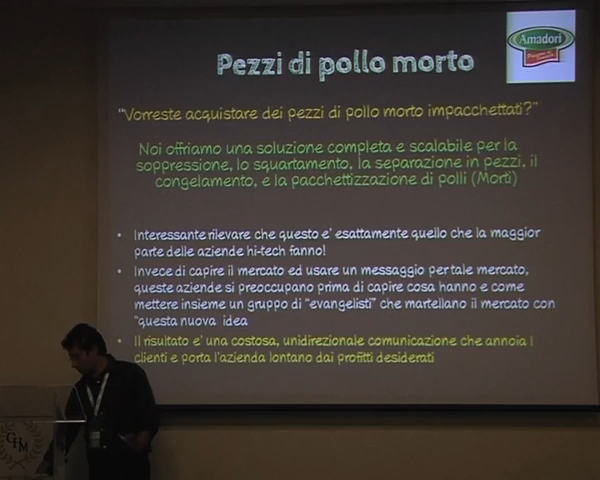 Amadori
Pezzi di pollo morto
"Vorreste acquistare dei pezzi di pollo morto impacchettati?"
Noi offriamo una soluzione completa e scalabile per la
soppressione, lo squartamento, la separazione in pezzi, il
congelamento, e la pacchettizzazione di polli (Morti)
• Interessante rilevare che questo e' esattamente quello che la maggior
parte delle aziende hi-tech fanno!
• Invece di capire il mercato ed usare un messaggio per tale mercato,
queste aziende si preoccupano prima di capire cosa hanno e come
mettere insieme un gruppo di "evangelisti" che martellano il mercato con
"questa nuova idea
• Il risultato e' una costosa, unidirezionale comunicazione che annoia I
clienti e porta l'azienda lontano dai profitti desiderati
GHM